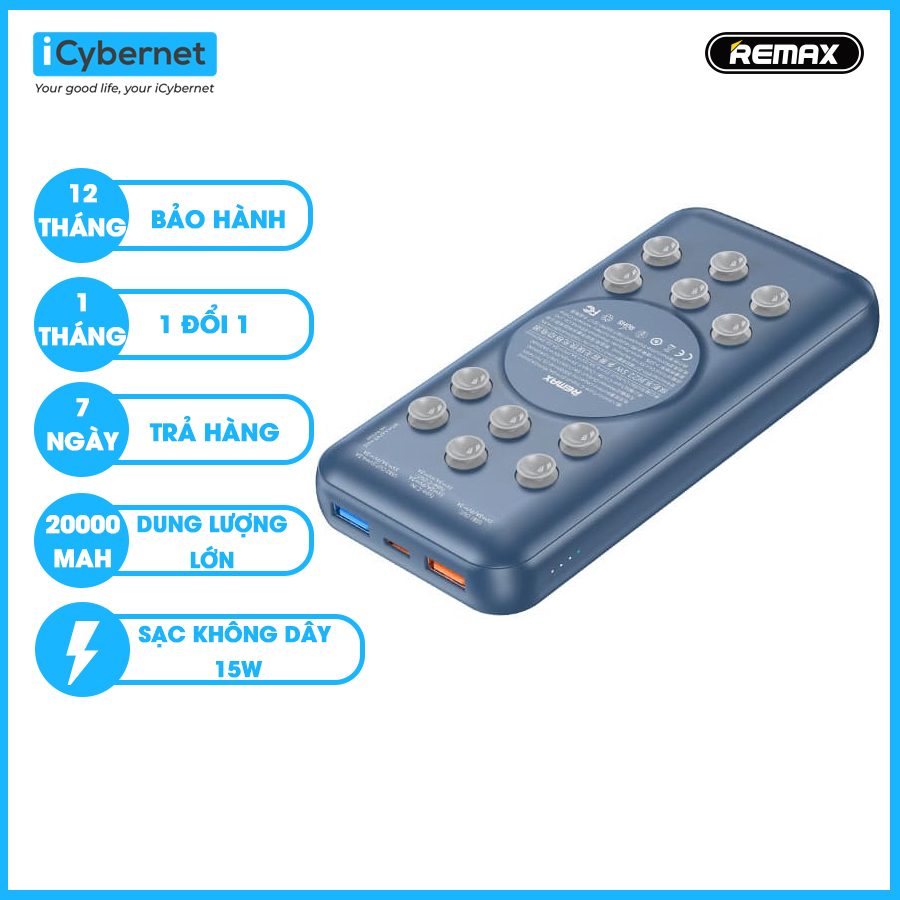 iCybernet
Your good life, your iCybernet
REMAX
12
THÁNG
BẢO HÀNH
1
THÁNG
1 ĐỔI 1
7
NGÀY
TRẢ HÀNG
20000
MAH
DUNG LƯỢNG
LỚN
SẠC KHÔNG DÂY
15W
REMAX